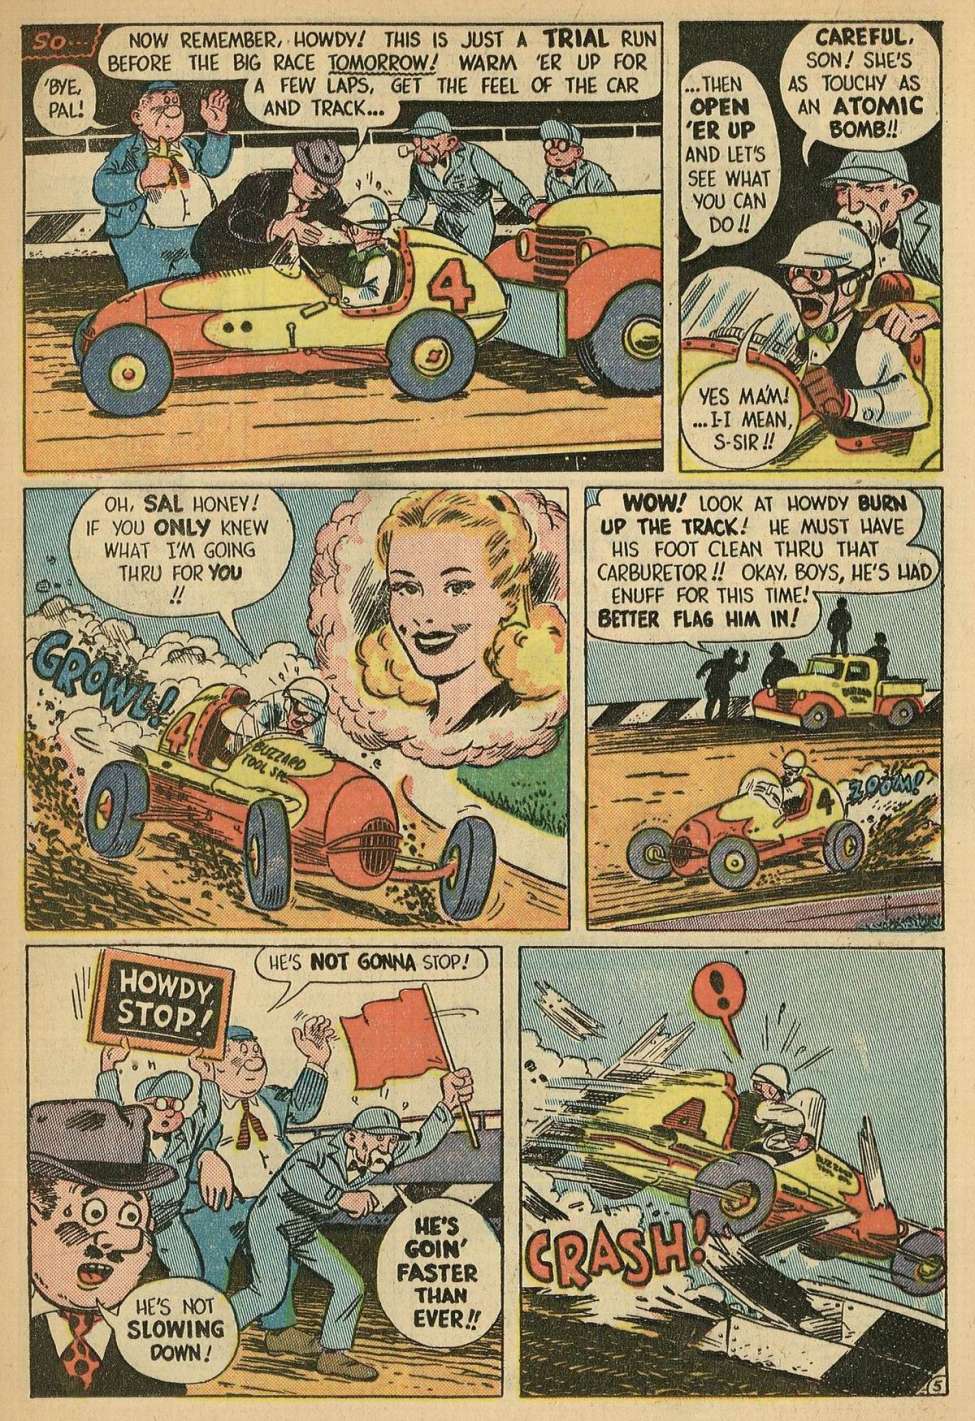 SO...
NOW REMEMBER, HOWDY! THIS IS JUST A TRIAL RUN
BEFORE THE BIG RACE TOMORROW! WARM 'ER UP FOR
A FEW LAPS, GET THE FEEL OF THE CAR
AND TRACK...
'BYE,
PAL!
4
...THEN
OPEN
'ER UP
AND LET'S
SEE WHAT
YOU CAN
DO!!
CAREFUL,
SON! SHE'S
AS TOUCHY AS
AN ATOMIC
BOMB!!
YES MA'M!
...I-I MEAN,
S-SIR!!
OH, SAL HONEY!
IF YOU ONLY KNEW
WHAT I'M GOING
THRU FOR YOU
!!
GROWL!
4
BUZZARD
TOOL SPL.
WOW! LOOK AT HOWDY BURN
UP THE TRACK! HE MUST HAVE
HIS FOOT CLEAN THRU THAT
CARBURETOR!! OKAY, BOYS, HE'S HAD
ENUFF FOR THIS TIME!
BETTER FLAG HIM IN!
4
ZOOM!
HOWDY,
STOP!
HE'S NOT GONNA STOP!
HE'S NOT
SLOWING
DOWN!
HE'S
GOIN'
FASTER
THAN
EVER!!
!
4
BUZZARD
CRASH!
5